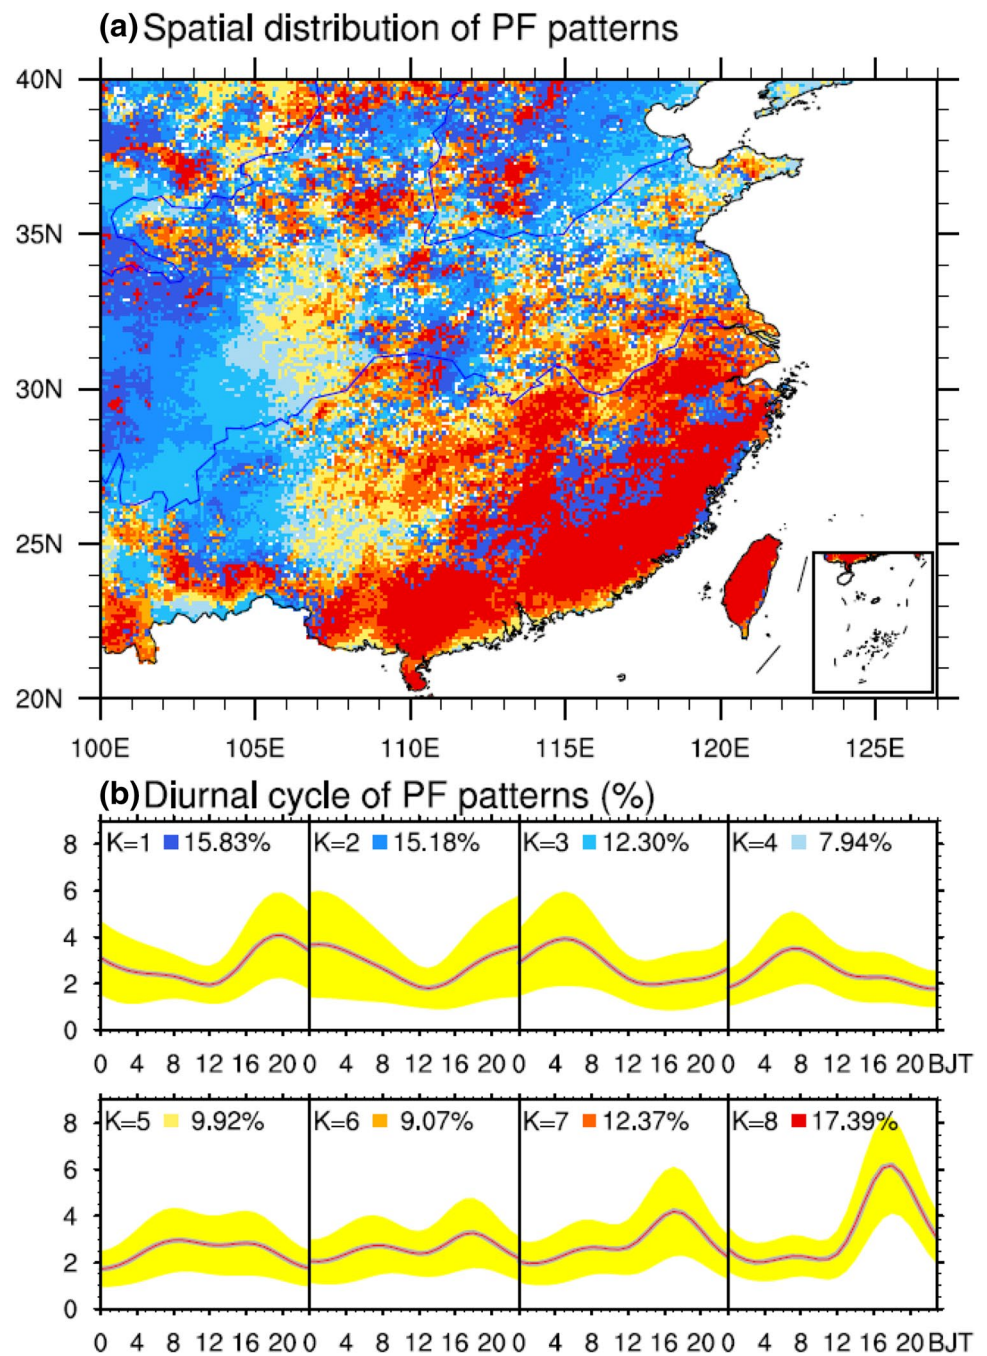 (a) Spatial distribution of PF patterns
40N
35N
30N
25N
20N
100E 105E 110E 115E 120E 125E
(b) Diurnal cycle of PF patterns (%)
K=1 15.83% K=2 15.18% K=3 12.30% K=4 7.94%
8
6
4
2
0
0 4 8 12 16 20 0 4 8 12 16 20 0 4 8 12 16 20 0 4 8 12 16 20 BJT
K=5 9.92% K=6 9.07% K=7 12.37% K=8 17.39%
8
6
4
2
0
0 4 8 12 16 20 0 4 8 12 16 20 0 4 8 12 16 20 0 4 8 12 16 20 BJT